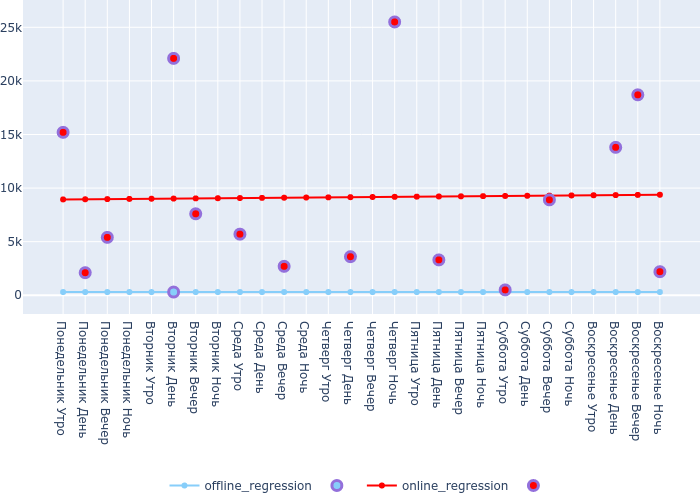 25k
20k
15k
10k
5k
0
Понедельник Утро
Понедельник День
Понедельник Вечер
Понедельник Ночь
Вторник Утро
Вторник День
Вторник Вечер
Вторник Ночь
Среда Утро
Среда День
Среда Вечер
Среда Ночь
Четверг Утро
Четверг День
Четверг Вечер
Четверг Ночь
Пятница Утро
Пятница День
Пятница Вечер
Пятница Ночь
Суббота Утро
Суббота День
Суббота Вечер
Суббота Ночь
Воскресенье Утро
Воскресенье День
Воскресенье Вечер
Воскресенье Ночь
offline_regression
online_regression